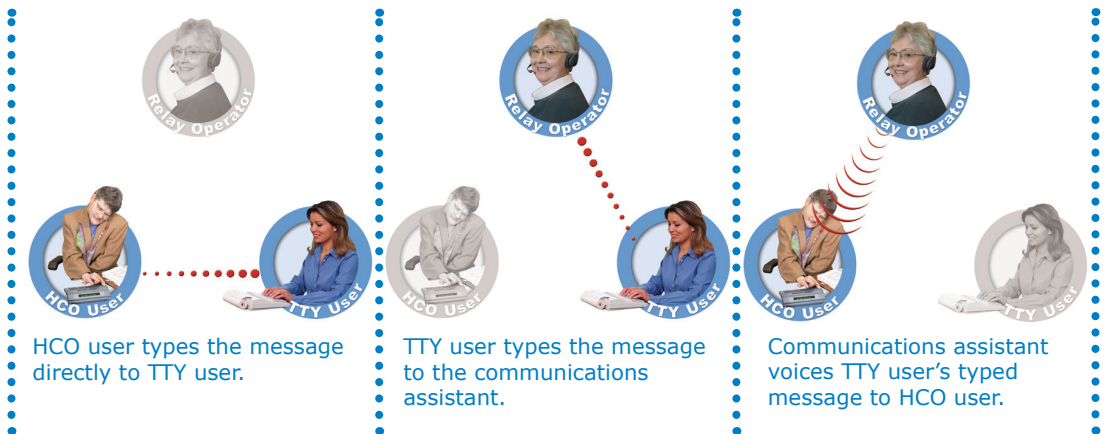 Relay Operator
HCO User
TTY User
HCO user types the message
directly to TTY user.
Relay Operator
HCO User
TTY User
TTY user types the message
to the communications
assistant.
Relay Operator
HCO User
TTY User
Communications assistant
voices TTY user’s typed
message to HCO user.